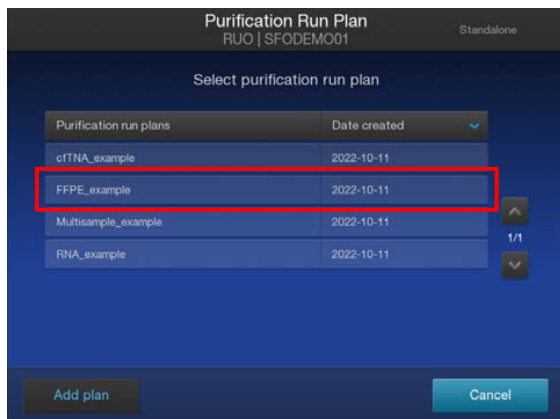 Purification Run Plan
RUO | SFODEMO01
Standalone
Select purification run plan
Purification run plans Date created
cfTNA_example 2022-10-11
FFPE_example 2022-10-11
Multisample_example 2022-10-11
1/1
RNA_example 2022-10-11
Add plan Cancel